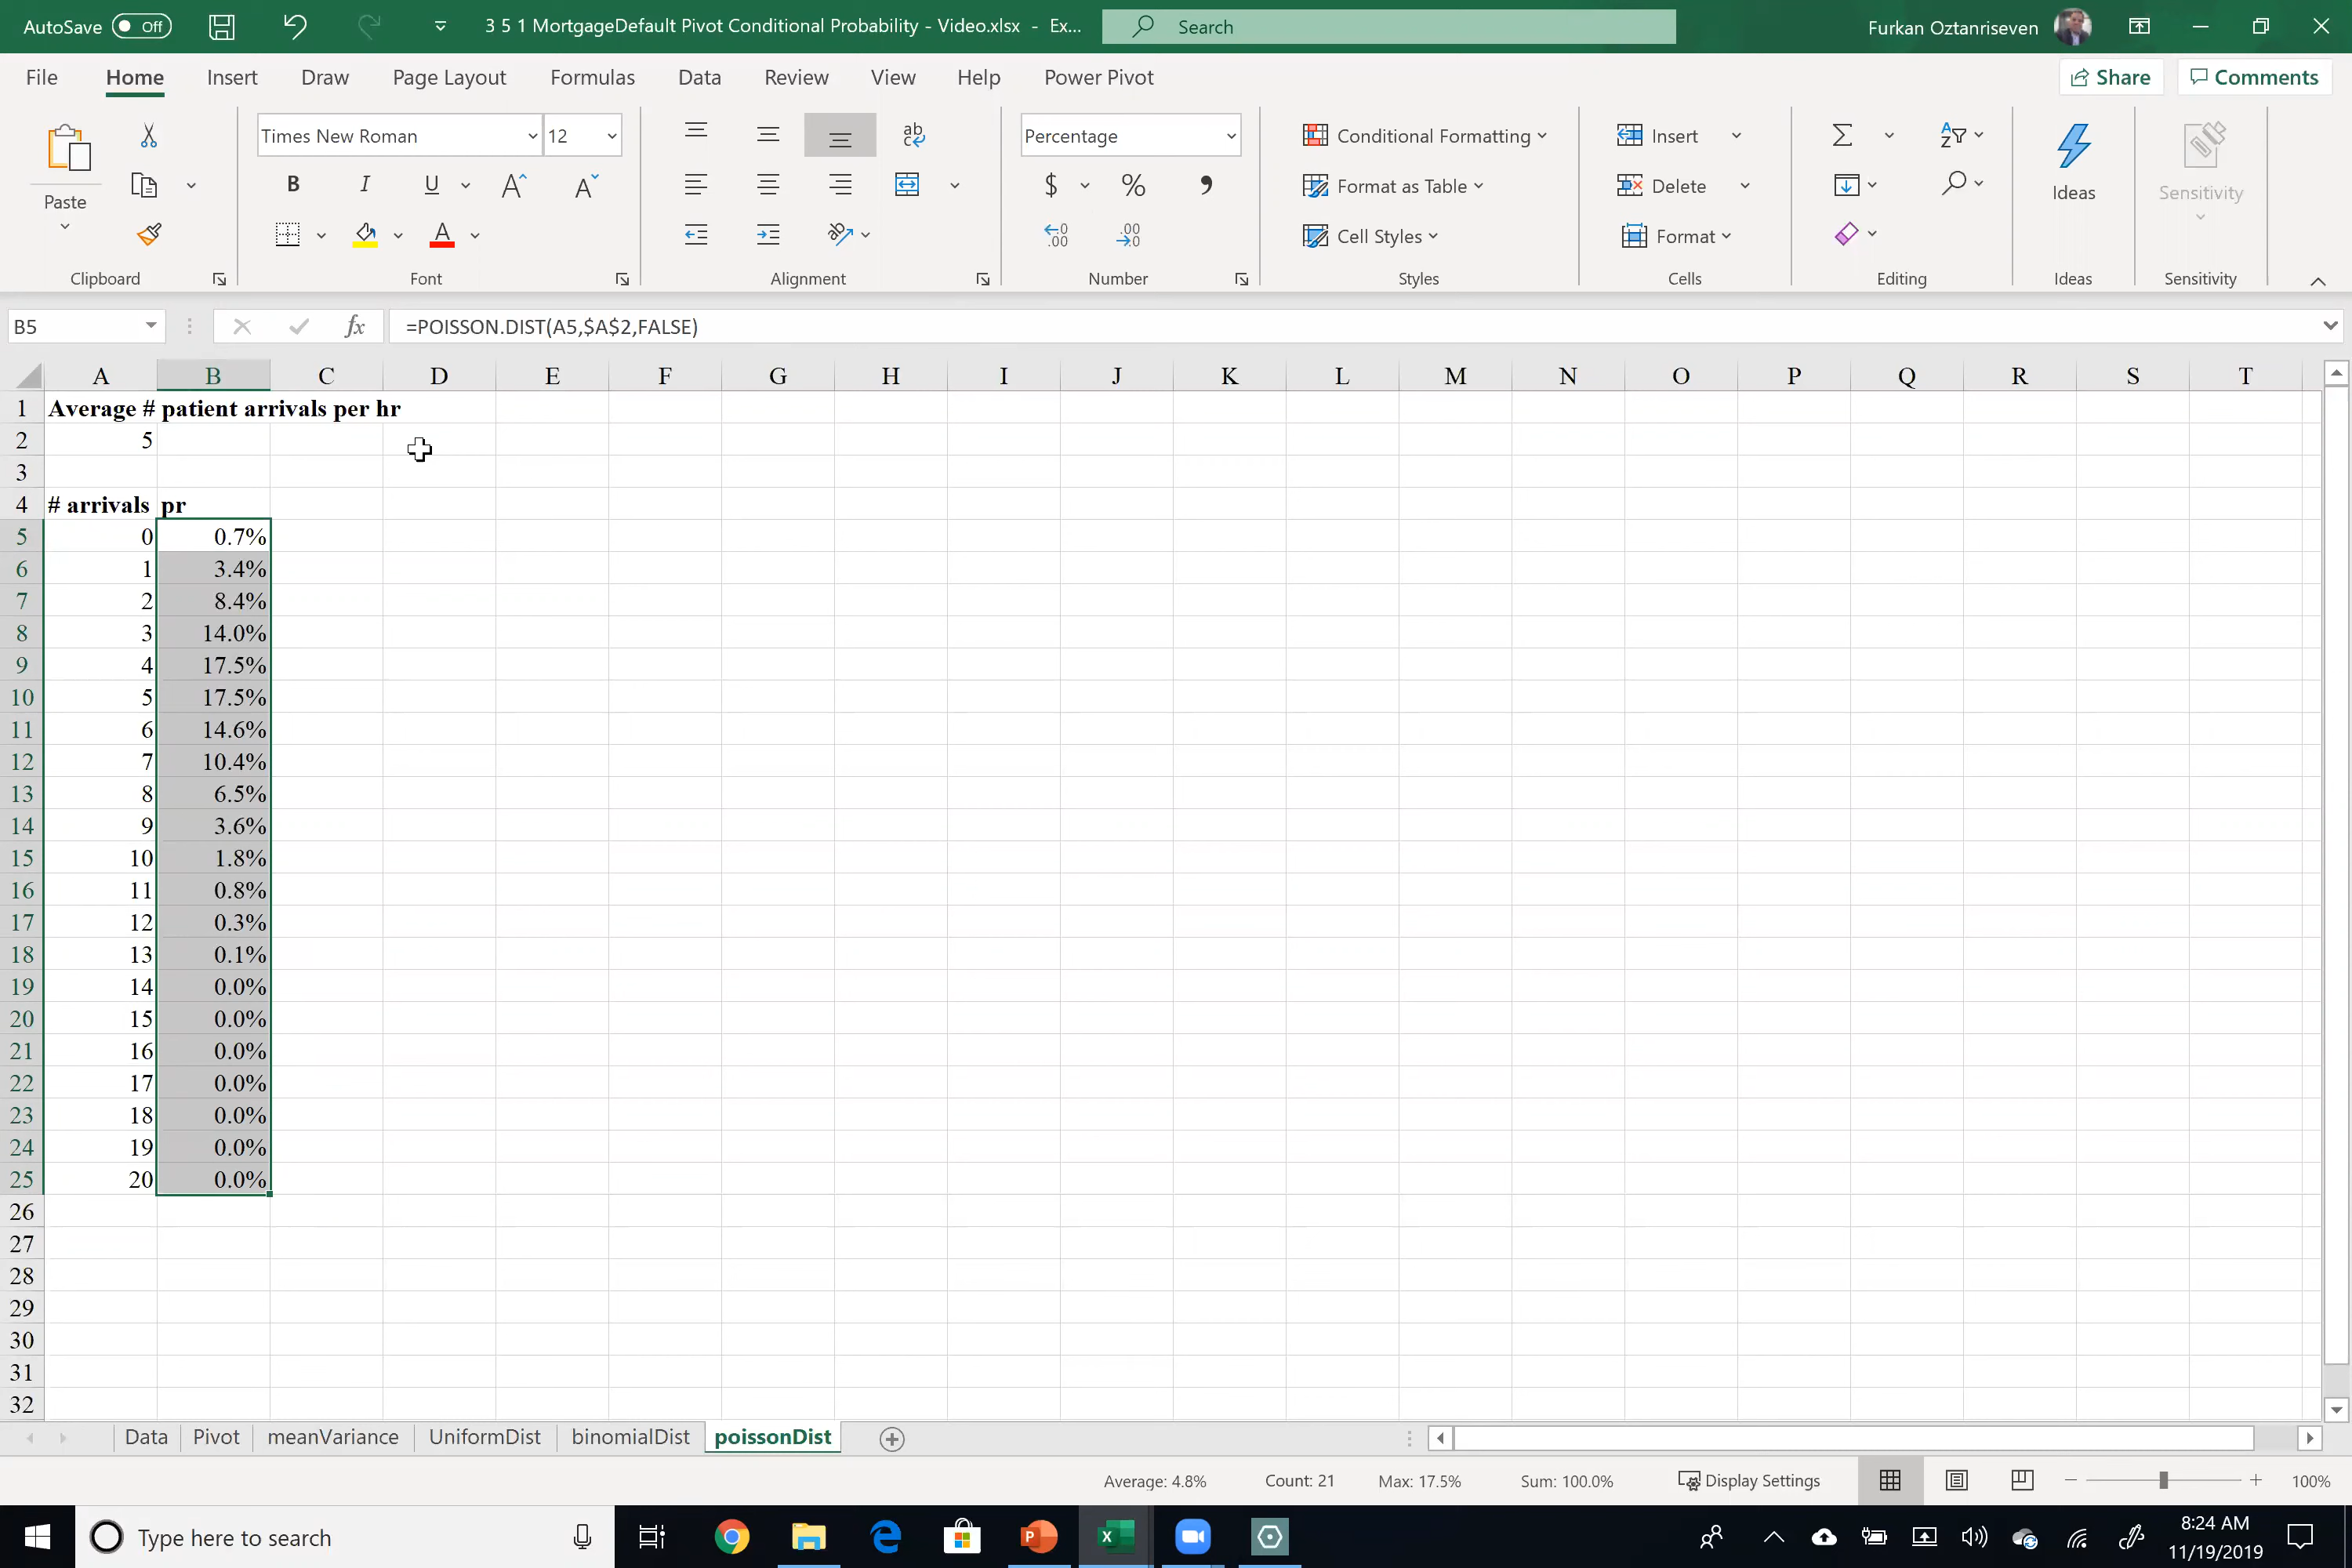 AutoSave Off 3 5 1 MortgageDefault Pivot Conditional Probability - Video.xlsx - Ex... Search Furkan Oztanriseven
File Home Insert Draw Page Layout Formulas Data Review View Help Power Pivot Share Comments
Times New Roman 12 ab c Percentage Conditional Formatting Insert
Paste B I U A A $ % , Format as Table Delete Ideas Sensitivity
A ab Cell Styles Format
Clipboard Font Alignment Number Styles Cells Editing Ideas Sensitivity
B5 fx =POISSON.DIST(A5,$A$2,FALSE)
A B C D E F G H I J K L M N O P Q R S T
1 Average # patient arrivals per hr
2 5
3
4 # arrivals pr
5 0 0.7%
6 1 3.4%
7 2 8.4%
8 3 14.0%
9 4 17.5%
10 5 17.5%
11 6 14.6%
12 7 10.4%
13 8 6.5%
14 9 3.6%
15 10 1.8%
16 11 0.8%
17 12 0.3%
18 13 0.1%
19 14 0.0%
20 15 0.0%
21 16 0.0%
22 17 0.0%
23 18 0.0%
24 19 0.0%
25 20 0.0%
26
27
28
29
30
31
32
Data Pivot meanVariance UniformDist binomialDist poissonDist
Average: 4.8% Count: 21 Max: 17.5% Sum: 100.0% Display Settings 100%
Type here to search 8:24 AM
11/19/2019